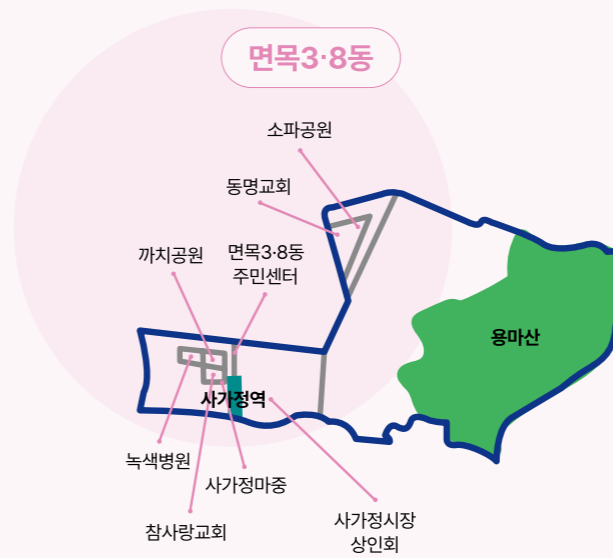 면목3·8동
소파공원
동명교회
까치공원
면목3·8동
주민센터
용마산
사가정역
녹색병원
사가정마중
참사랑교회
사가정시장
상인회